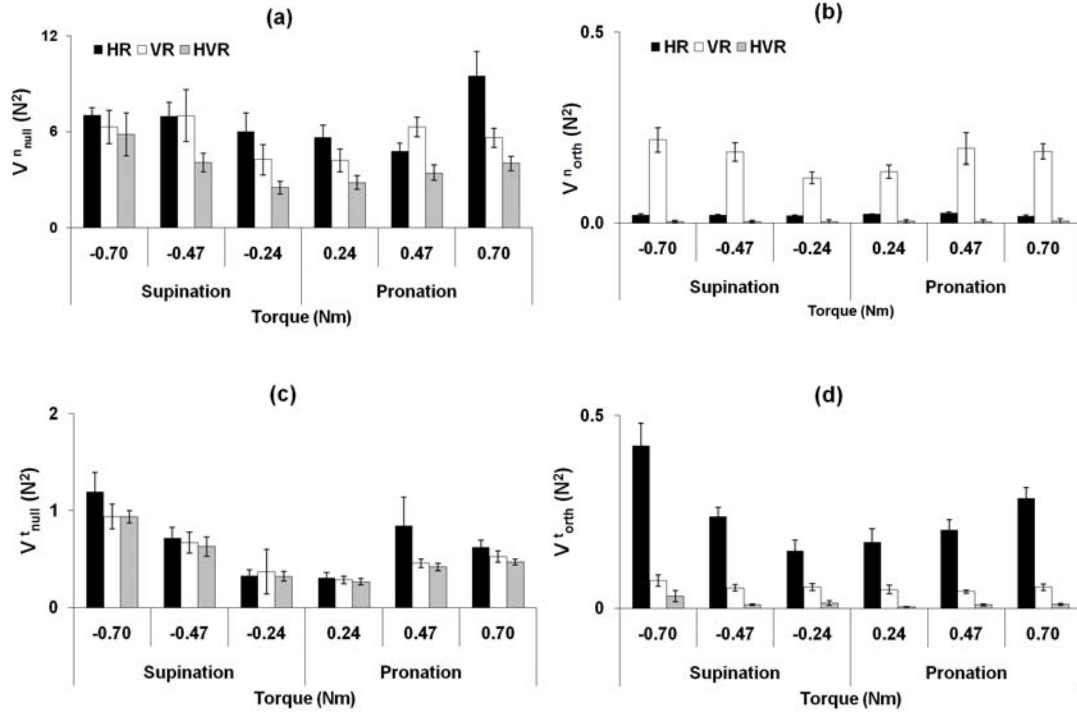 (a)
12
HR VR HVR
V^n_null (N²)
6
0
-0.70 -0.47 -0.24 0.24 0.47 0.70
Supination Pronation
Torque (Nm)
(b)
0.5
HR VR HVR
V^n_orth (N²)
0.0
-0.70 -0.47 -0.24 0.24 0.47 0.70
Supination Pronation
Torque (Nm)
(c)
2
V^t_null (N²)
1
0
-0.70 -0.47 -0.24 0.24 0.47 0.70
Supination Pronation
Torque (Nm)
(d)
0.5
V^t_orth (N²)
0
-0.70 -0.47 -0.24 0.24 0.47 0.70
Supination Pronation
Torque (Nm)